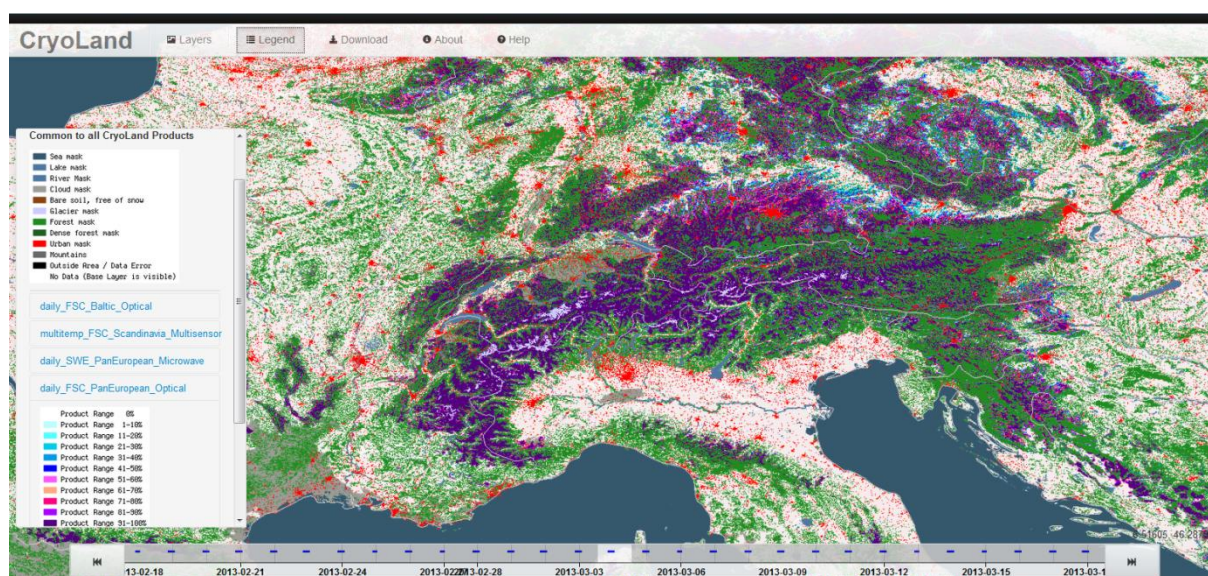 CryoLand Layers Legend Download About Help
Common to all CryoLand Products
Sea mask
Lake mask
River Mask
Cloud mask
Bare soil, free of snow
Glacier mask
Forest mask
Dense forest mask
Urban mask
Mountains
Outside Area / Data Error
No Data (Base Layer is visible)
daily_FSC_Baltic_Optical
multitemp_FSC_Scandinavia_Multisensor
daily_SWE_PanEuropean_Microwave
daily_FSC_PanEuropean_Optical
Product Range 0%
Product Range 1-10%
Product Range 11-20%
Product Range 21-30%
Product Range 31-40%
Product Range 41-50%
Product Range 51-60%
Product Range 61-70%
Product Range 71-80%
Product Range 81-90%
Product Range 91-100%
13-02-18 2013-02-21 2013-02-24 2013-02-28 2013-03-03 2013-03-06 2013-03-09 2013-03-12 2013-03-15 2013-03-1